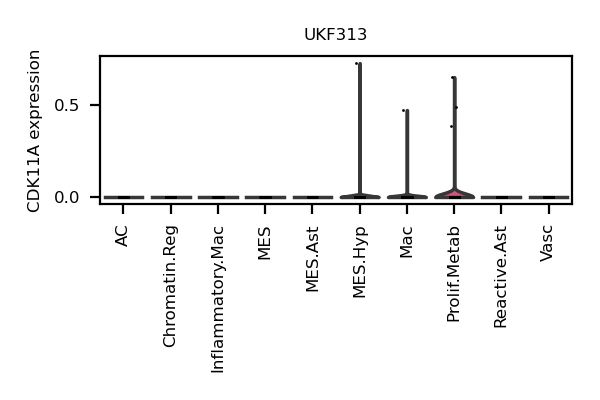 UKF313
CDK11A expression
0.5
0.0
AC
Chromatin.Reg
Inflammatory.Mac
MES
MES.Ast
MES.Hyp
Mac
Prolif.Metab
Reactive.Ast
Vasc